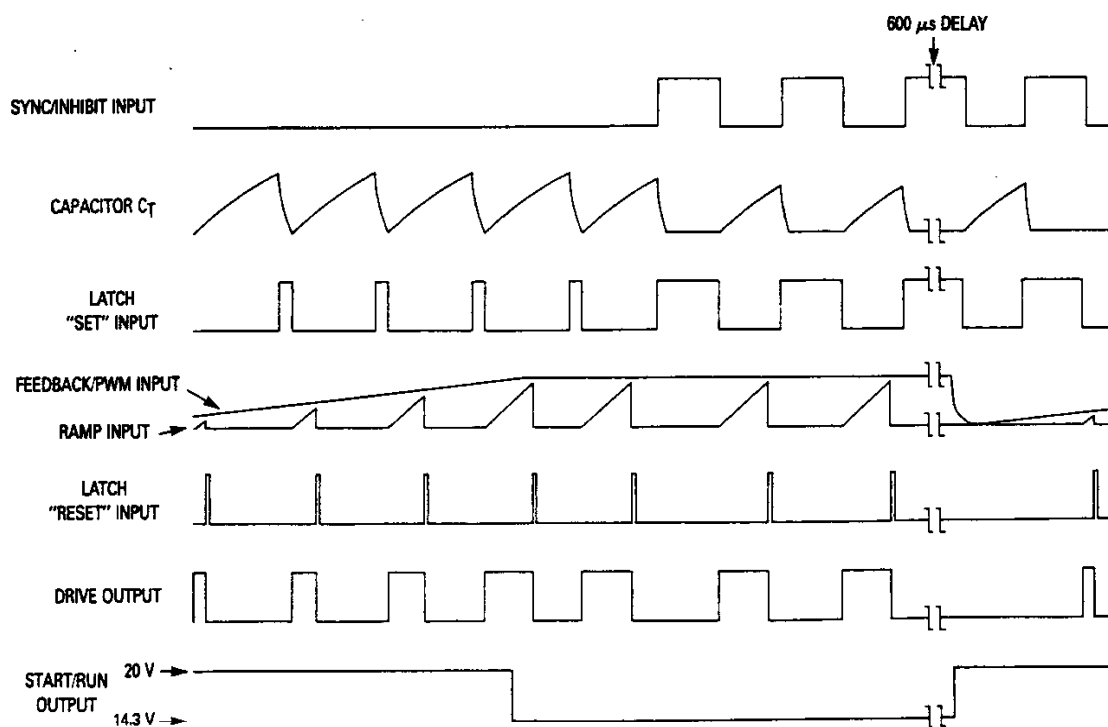 600 μs DELAY
SYNC/INHIBIT INPUT
CAPACITOR CT
LATCH
"SET" INPUT
FEEDBACK/PWM INPUT
RAMP INPUT
LATCH
"RESET" INPUT
DRIVE OUTPUT
START/RUN
OUTPUT
20 V
14.3 V